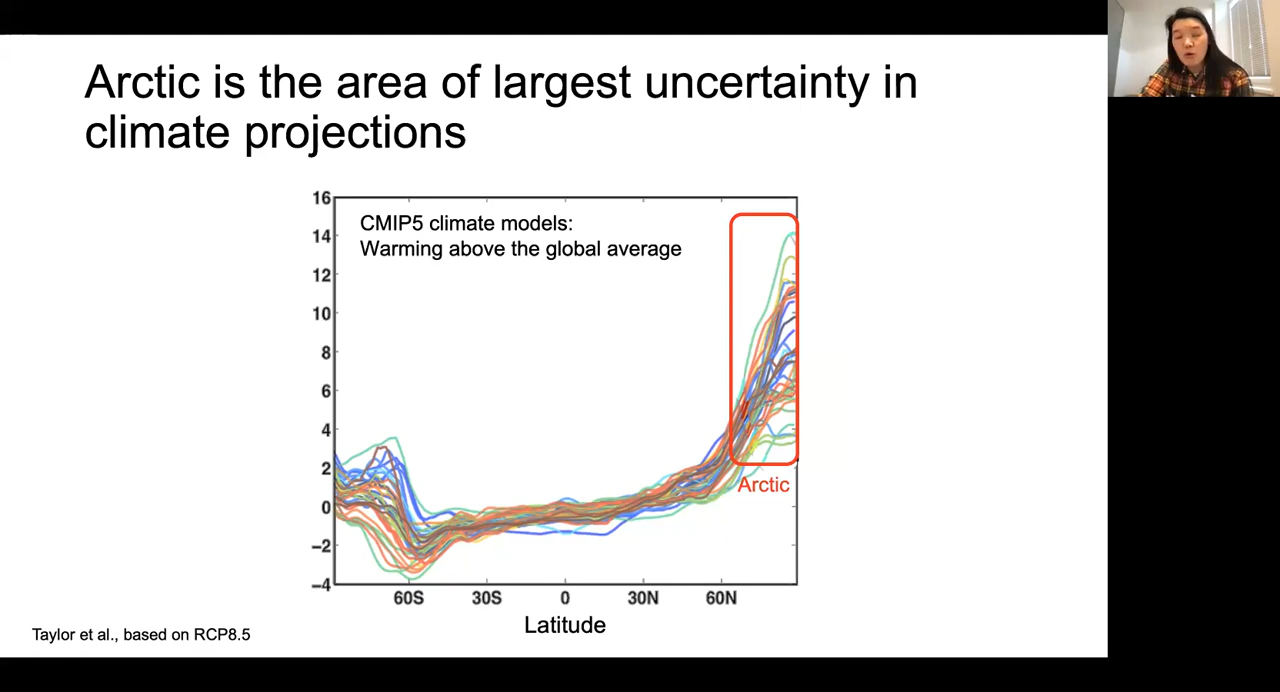 Arctic is the area of largest uncertainty in
climate projections
CMIP5 climate models:
Warming above the global average
16
14
12
10
8
6
4
2
0
−2
−4
60S 30S 0 30N 60N
Latitude
Arctic
Taylor et al., based on RCP8.5